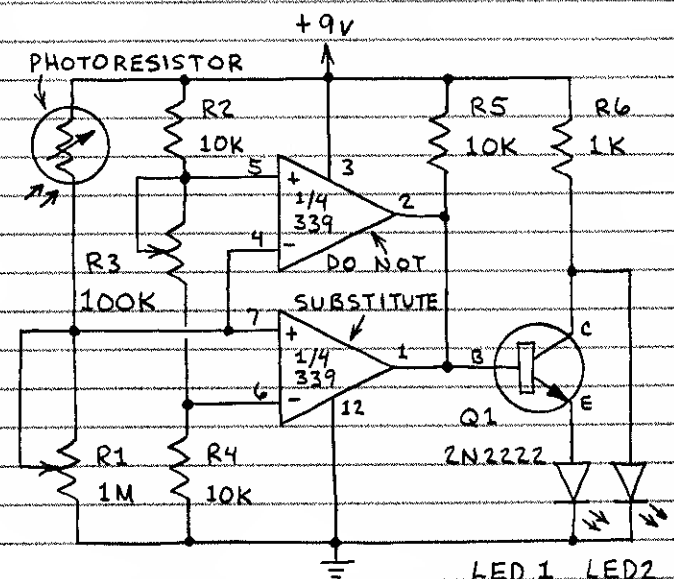 +9V
PHOTORESISTOR
R2
10K
R5
10K
R6
1K
5
+
3
1/4
339
2
4
-
DO NOT
R3
100K
SUBSTITUTE
7
+
1/4
339
1
B
C
6
-
12
E
Q1
2N2222
R1
1M
R4
10K
LED 1 LED2